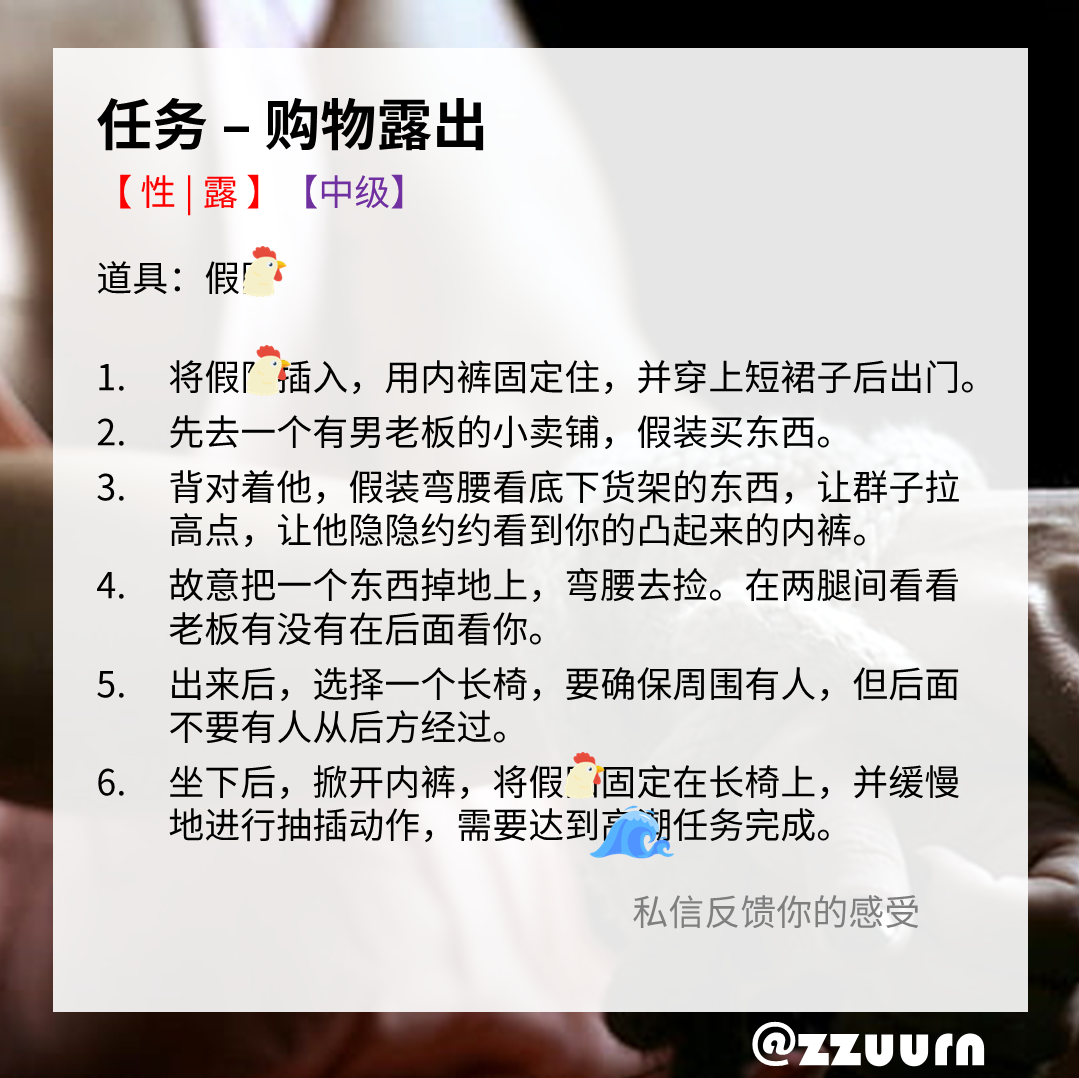 任务 – 购物露出
【 性 | 露 】 【中级】
道具：假
1. 将假 插入，用内裤固定住，并穿上短裙子后出门。
2. 先去一个有男老板的小卖铺，假装买东西。
3. 背对着他，假装弯腰看底下货架的东西，让群子拉
高点，让他隐隐约约看到你的凸起来的内裤。
4. 故意把一个东西掉地上，弯腰去捡。在两腿间看看
老板有没有在后面看你。
5. 出来后，选择一个长椅，要确保周围有人，但后面
不要有人从后方经过。
6. 坐下后，掀开内裤，将假 固定在长椅上，并缓慢
地进行抽插动作，需要达到高潮任务完成。
私信反馈你的感受
@zzuurn